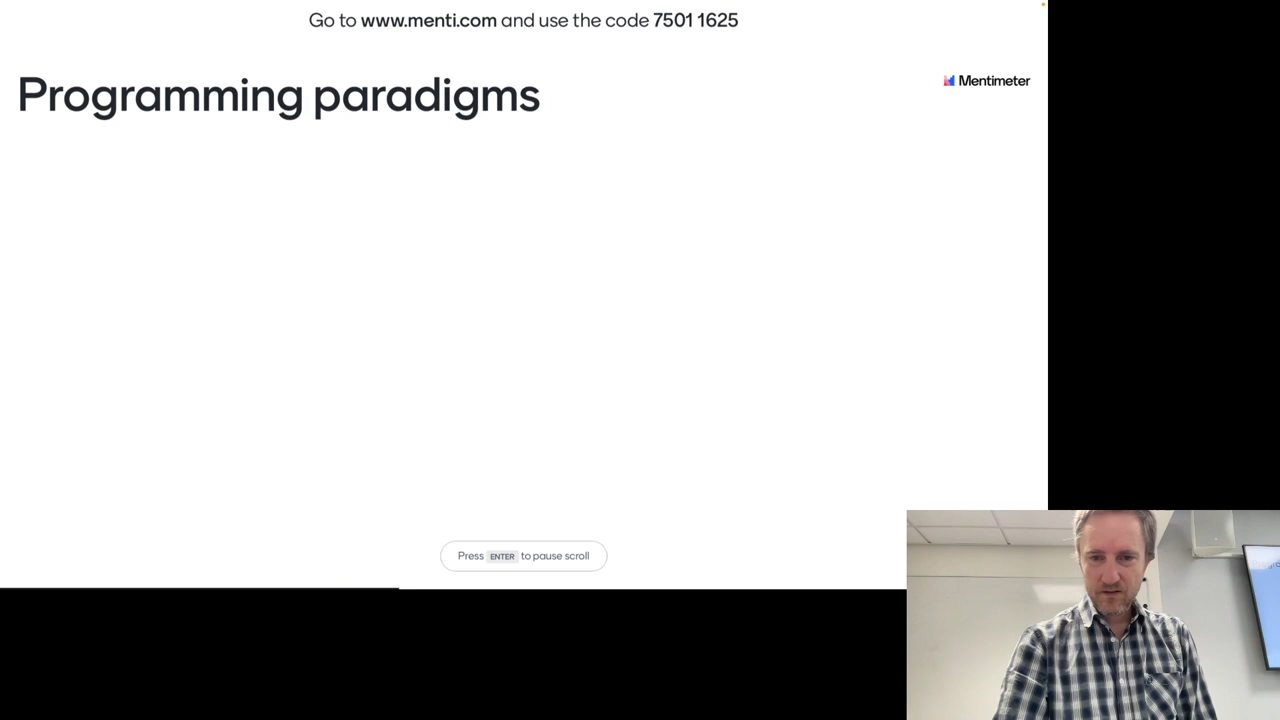 Go to www.menti.com and use the code 7501 1625
Programming paradigms
Mentimeter
Press ENTER to pause scroll